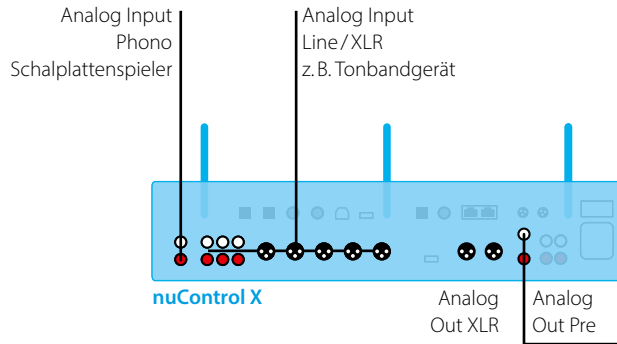 Analog Input
Phono
Schalplattenspieler
Analog Input
Line/XLR
z.B. Tonbandgerät
nuControl X
Analog
Out XLR
Analog
Out Pre